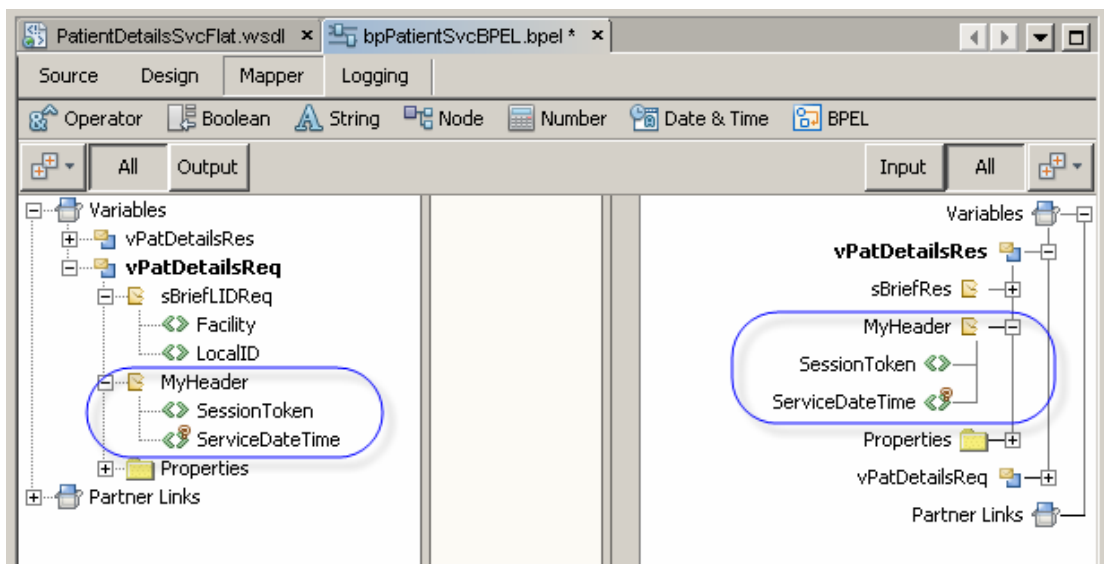 PatientDetailsSvcFlat.wsdl bpPatientSvcBPEL.bpel *
Source Design Mapper Logging
Operator Boolean String Node Number Date & Time BPEL
All Output Input All
Variables
vPatDetailsRes
vPatDetailsReq
sBriefLIDReq
Facility
LocalID
MyHeader
SessionToken
ServiceDateTime
Properties
Partner Links
Variables
vPatDetailsRes
sBriefRes
MyHeader
SessionToken
ServiceDateTime
Properties
vPatDetailsReq
Partner Links